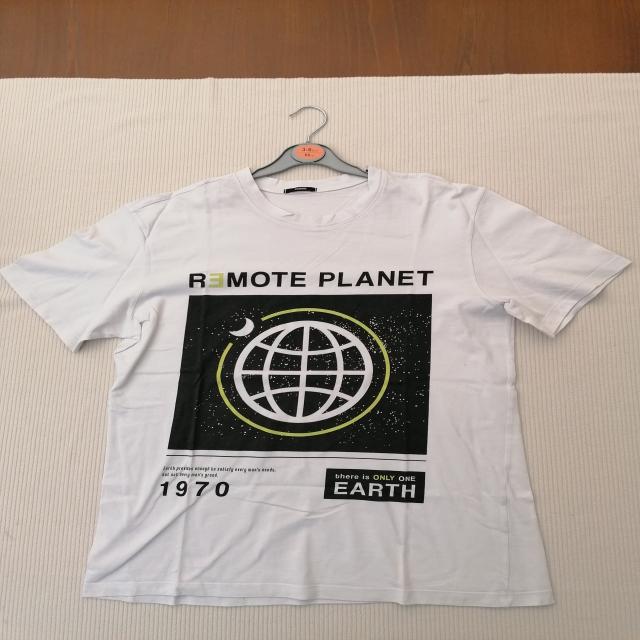 RƎMOTE PLANET
Earth provides enough to satisfy every man's needs,
but not every man's greed.
1970
there is ONLY ONE
EARTH